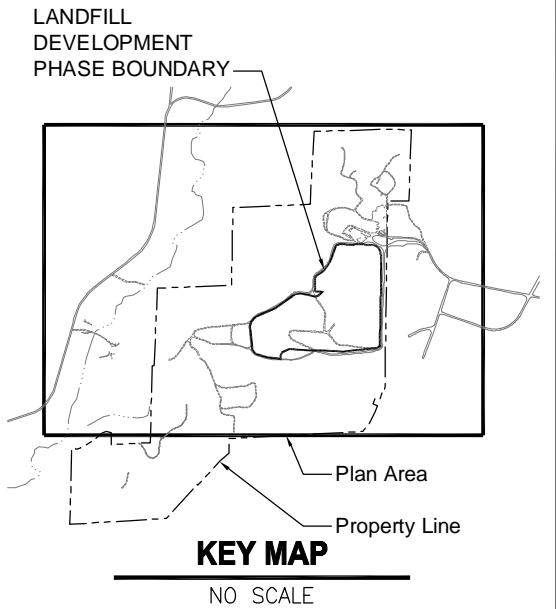 LANDFILL
DEVELOPMENT
PHASE BOUNDARY
Plan Area
Property Line
KEY MAP
NO SCALE